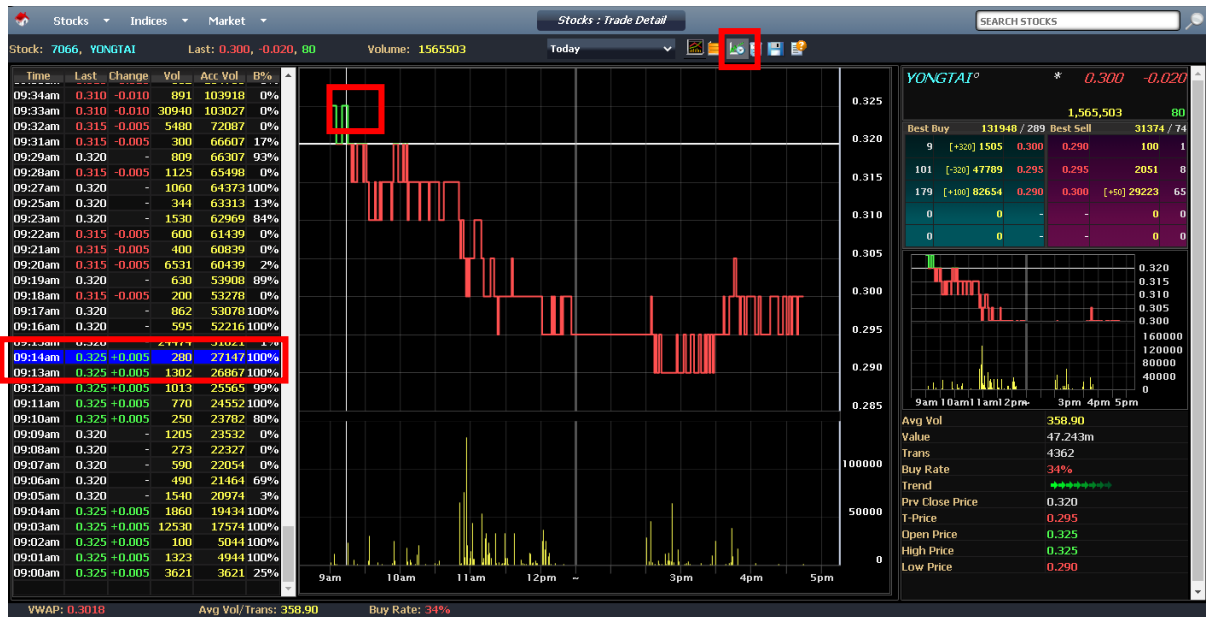 Stocks Indices Market Stocks : Trade Detail SEARCH STOCKS
Stock: 7066, YONGTAI Last: 0.300, -0.020, 80 Volume: 1565503 Today
Time Last Change Vol Acc Vol B%
09:34am 0.310 -0.010 891 103918 0%
09:33am 0.310 -0.010 30940 103027 0%
09:32am 0.315 -0.005 5480 72087 0%
09:31am 0.315 -0.005 300 66607 17%
09:29am 0.320 - 809 66307 93%
09:28am 0.315 -0.005 1125 65498 0%
09:27am 0.320 - 1060 64373 100%
09:25am 0.320 - 344 63313 13%
09:23am 0.320 - 1530 62969 84%
09:22am 0.315 -0.005 600 61439 0%
09:21am 0.315 -0.005 400 60839 0%
09:20am 0.315 -0.005 6531 60439 2%
09:19am 0.320 - 630 53908 89%
09:18am 0.315 -0.005 200 53278 0%
09:17am 0.320 - 862 53078 100%
09:16am 0.320 - 595 52216 100%
09:15am 0.320 - 24474 51621 1%
09:14am 0.325 +0.005 280 27147 100%
09:13am 0.325 +0.005 1302 26867 100%
09:12am 0.325 +0.005 1013 25565 99%
09:11am 0.325 +0.005 770 24552 100%
09:10am 0.325 +0.005 250 23782 80%
09:09am 0.320 - 1205 23532 0%
09:08am 0.320 - 273 22327 0%
09:07am 0.320 - 590 22054 0%
09:06am 0.320 - 490 21464 69%
09:05am 0.320 - 1540 20974 3%
09:04am 0.325 +0.005 1860 19434 100%
09:03am 0.325 +0.005 12530 17574 100%
09:02am 0.325 +0.005 100 5044 100%
09:01am 0.325 +0.005 1323 4944 100%
09:00am 0.325 +0.005 3621 3621 25%
0.325
0.320
0.315
0.310
0.305
0.300
0.295
0.290
0.285
100000
50000
0
9am 10am 11am 12pm ~ 3pm 4pm 5pm
YONGTAI° * 0.300 -0.020
1,565,503 80
Best Buy 131948 / 289 Best Sell 31374 / 74
9 [+320] 1505 0.300 0.290 100 1
101 [-320] 47789 0.295 0.295 2051 8
179 [+100] 82654 0.290 0.300 [+50] 29223 65
0 0 - - 0 0
0 0 - - 0 0
0.320
0.315
0.310
0.305
0.300
160000
120000
80000
40000
0
9am 10am 11am 12pm~ 3pm 4pm 5pm
Avg Vol 358.90
Value 47.243m
Trans 4362
Buy Rate 34%
Trend
Prv Close Price 0.320
T-Price 0.295
Open Price 0.325
High Price 0.325
Low Price 0.290
VWAP: 0.3018 Avg Vol/Trans: 358.90 Buy Rate: 34%